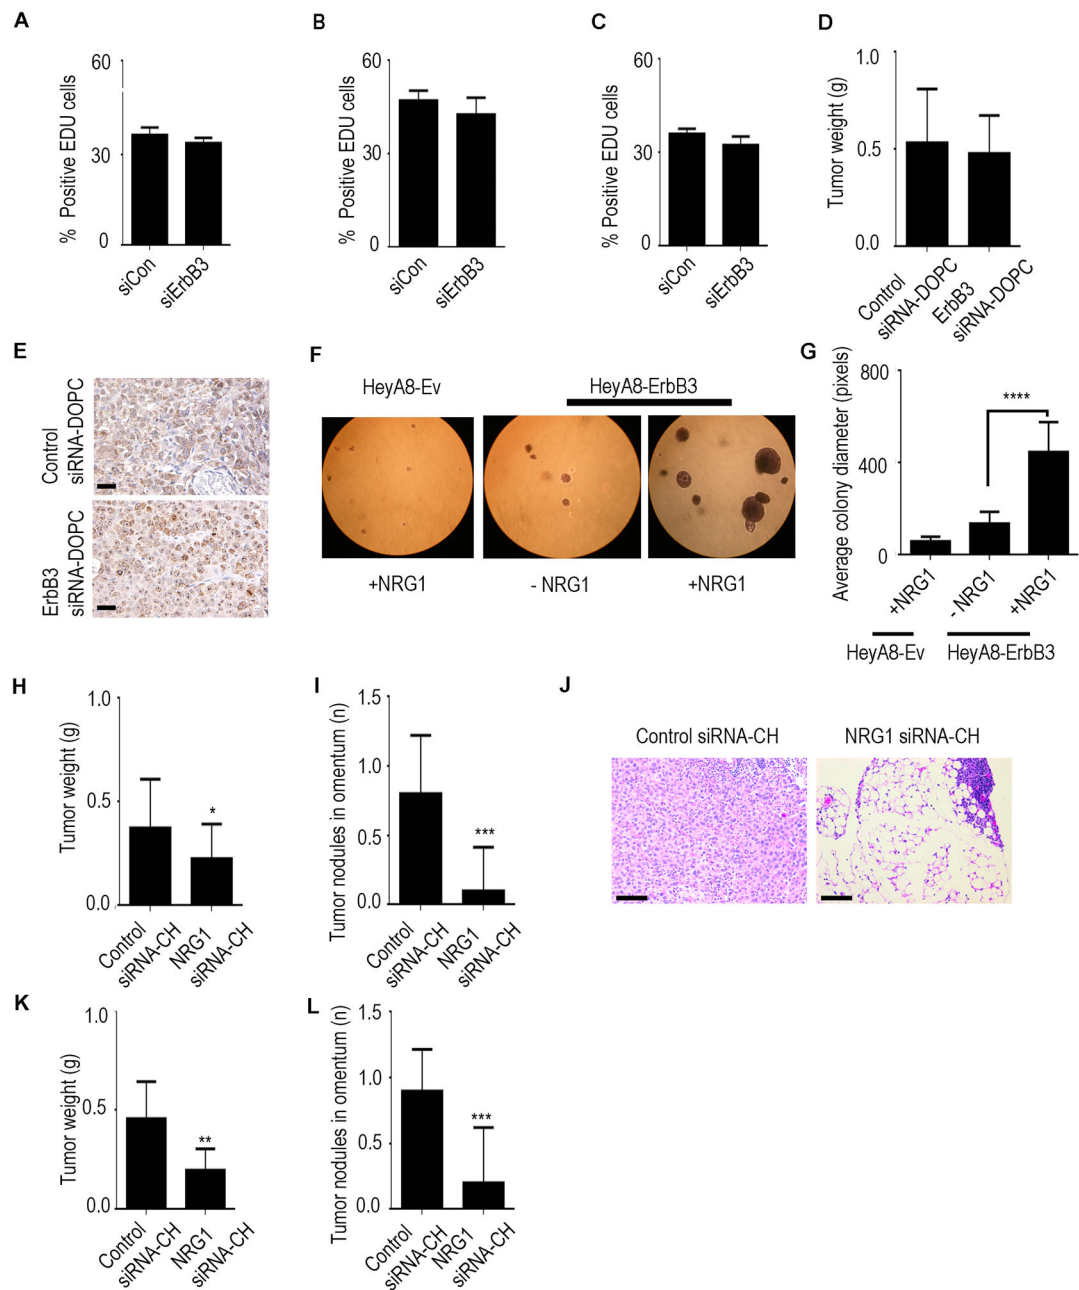 A
60
30
0
% Positive EDU cells
siCon
siErbB3
B
60
30
0
% Positive EDU cells
siCon
siErbB3
C
60
30
0
% Positive EDU cells
siCon
siErbB3
D
1.0
0.5
0.0
Tumor weight (g)
Control
siRNA-DOPC
ErbB3
siRNA-DOPC
E
Control
siRNA-DOPC
ErbB3
siRNA-DOPC
F
HeyA8-Ev
HeyA8-ErbB3
+NRG1
- NRG1
+NRG1
G
800
400
0
Average colony diameter (pixels)
****
+NRG1
- NRG1
+NRG1
HeyA8-Ev
HeyA8-ErbB3
H
1.0
0.5
0.0
Tumor weight (g)
*
Control
siRNA-CH
NRG1
siRNA-CH
I
1.5
1.0
0.5
0.0
Tumor nodules in omentum (n)
***
Control
siRNA-CH
NRG1
siRNA-CH
J
Control siRNA-CH
NRG1 siRNA-CH
K
1.0
0.5
0.0
Tumor weight (g)
**
Control
siRNA-CH
NRG1
siRNA-CH
L
1.5
1.0
0.5
0.0
Tumor nodules in omentum (n)
***
Control
siRNA-CH
NRG1
siRNA-CH